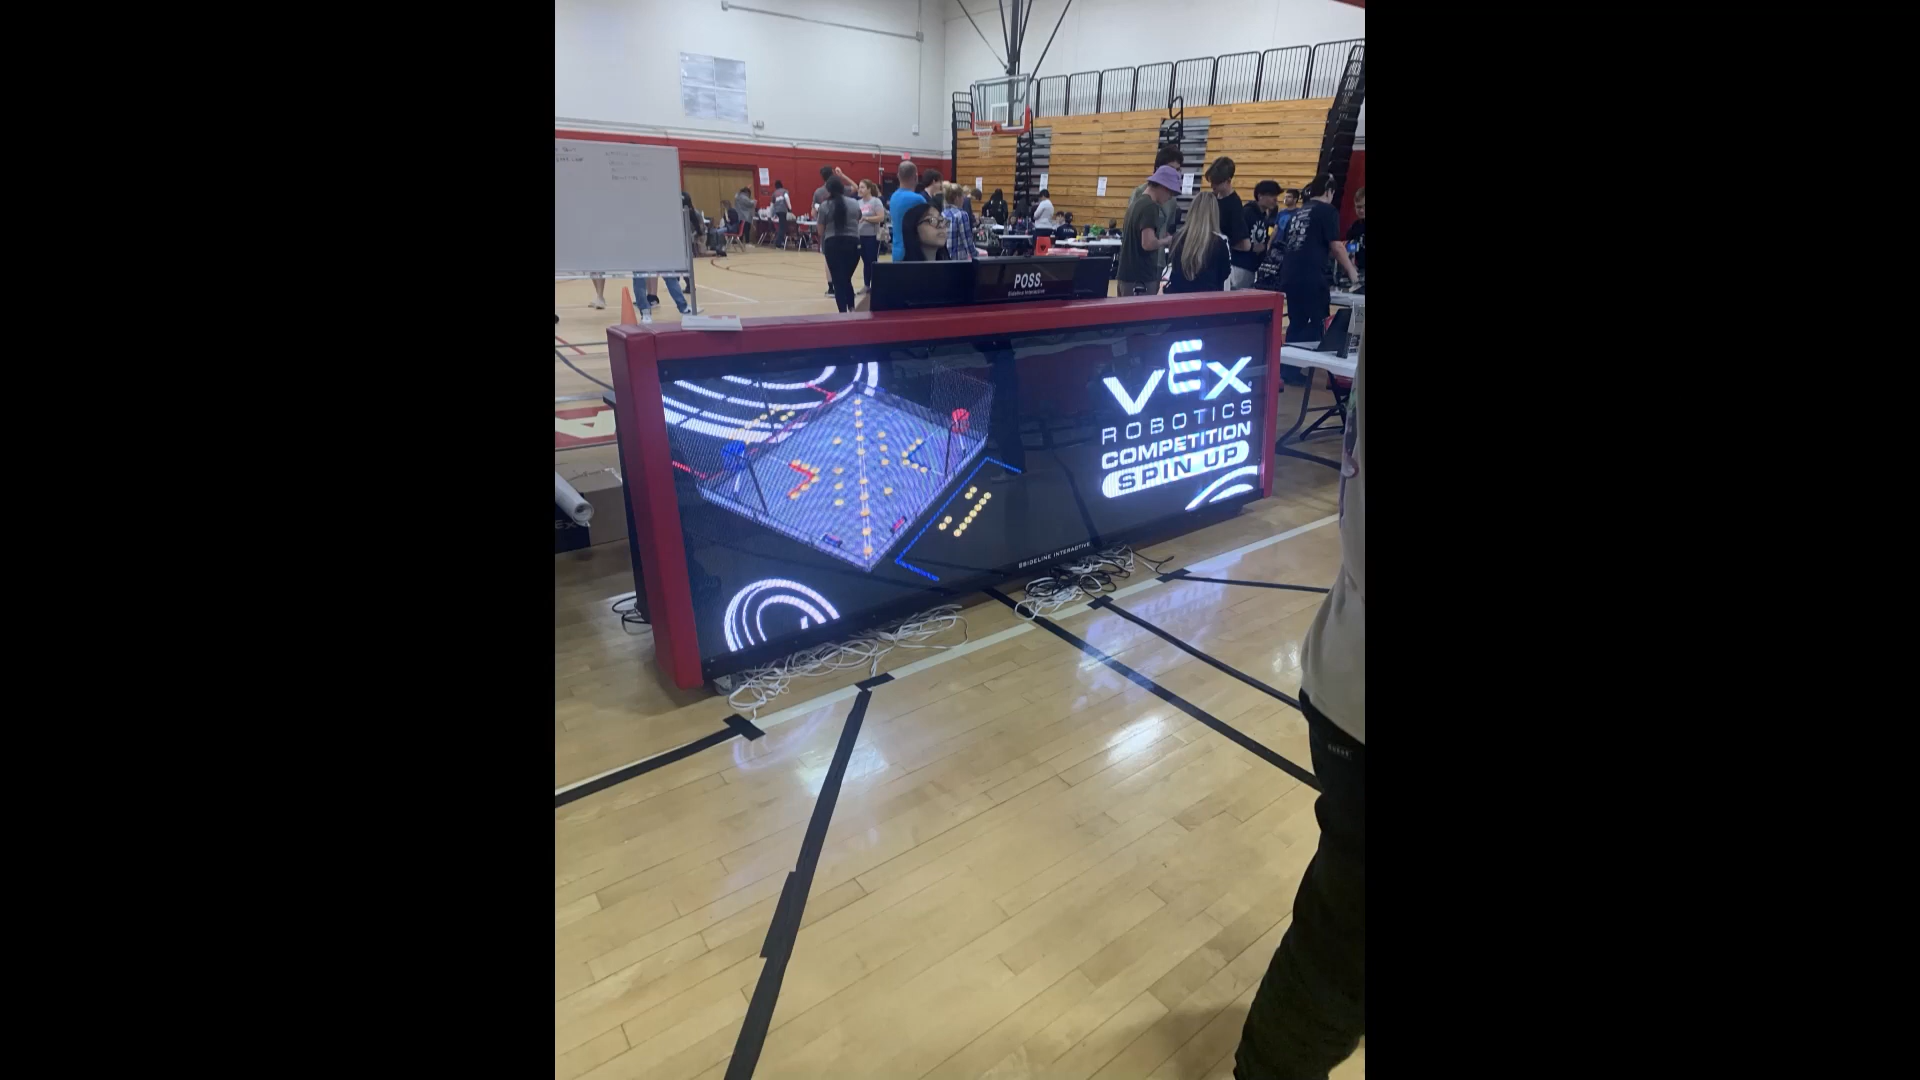 POSS.
VEX
ROBOTICS
COMPETITION
SPIN UP
SIDELINE INTERACTIVE